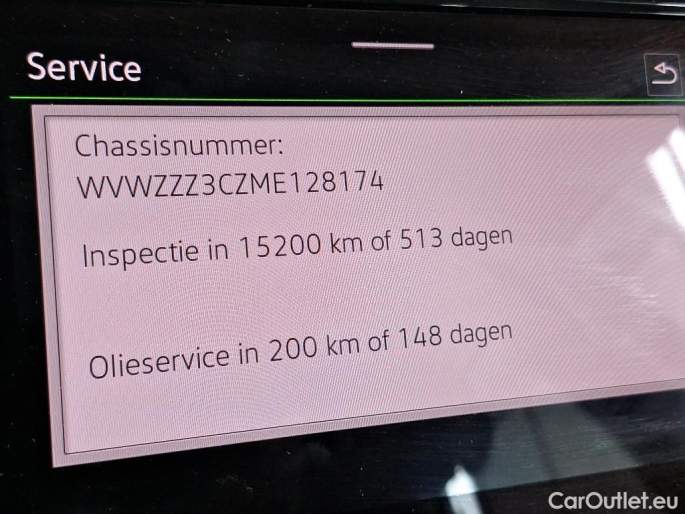 Service
Chassisnummer:
WVWZZZ3CZME128174
Inspectie in 15200 km of 513 dagen
Olieservice in 200 km of 148 dagen
CarOutlet.eu